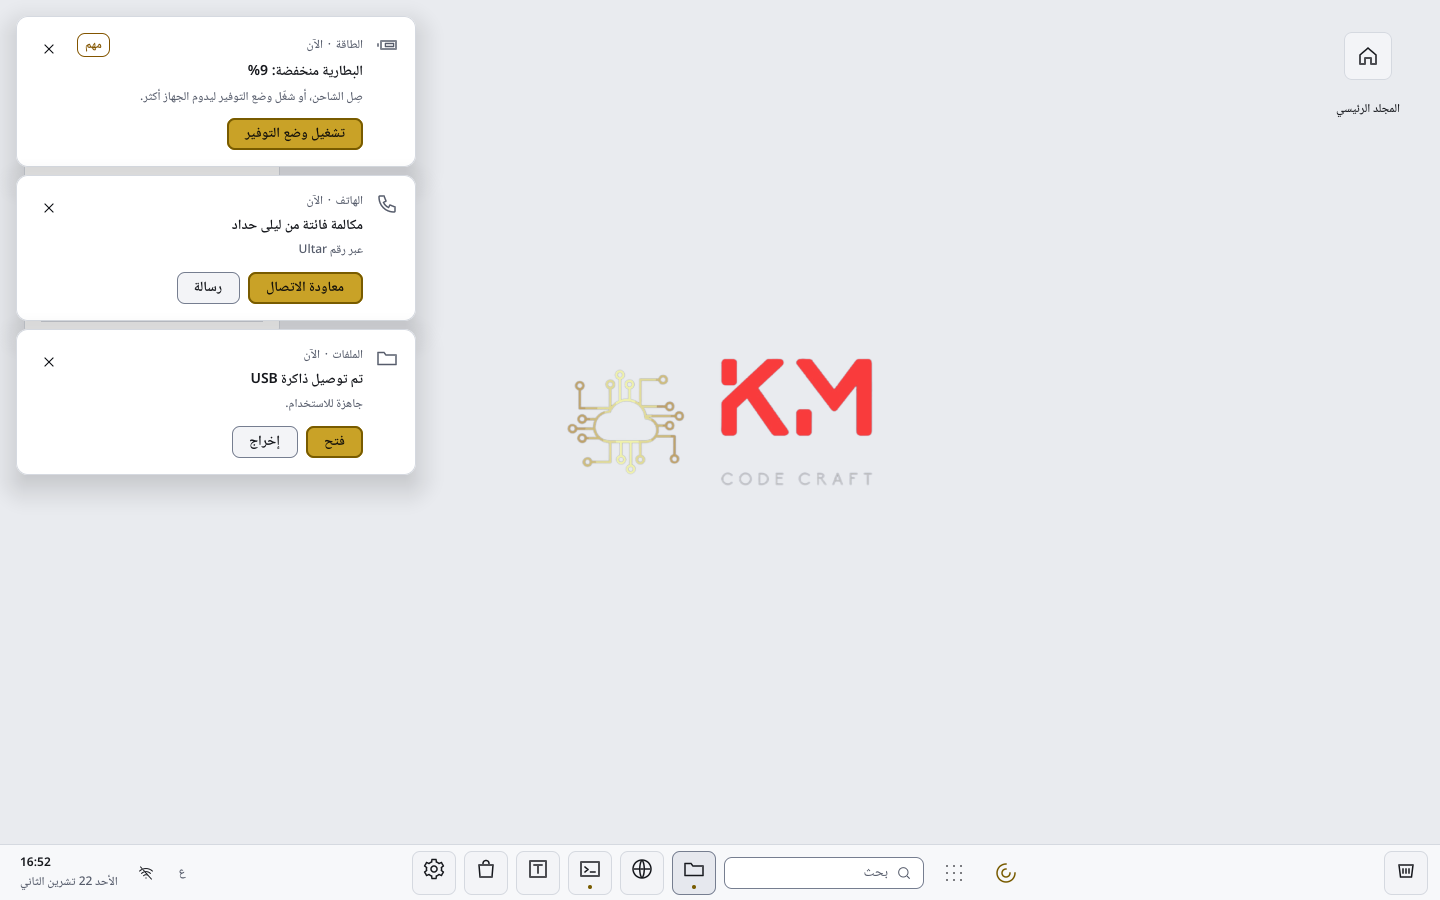 الطاقة · الآن
مهم
البطارية منخفضة: 9%
صِل الشاحن، أو شغّل وضع التوفير ليدوم الجهاز أكثر.
تشغيل وضع التوفير
الهاتف · الآن
مكالمة فائتة من ليلى حداد
عبر رقم Ultar
معاودة الاتصال
رسالة
الملفات · الآن
تم توصيل ذاكرة USB
جاهزة للاستخدام.
فتح
إخراج
المجلد الرئيسي
KM
CODE CRAFT
بحث
ع
16:52
الأحد 22 تشرين الثاني